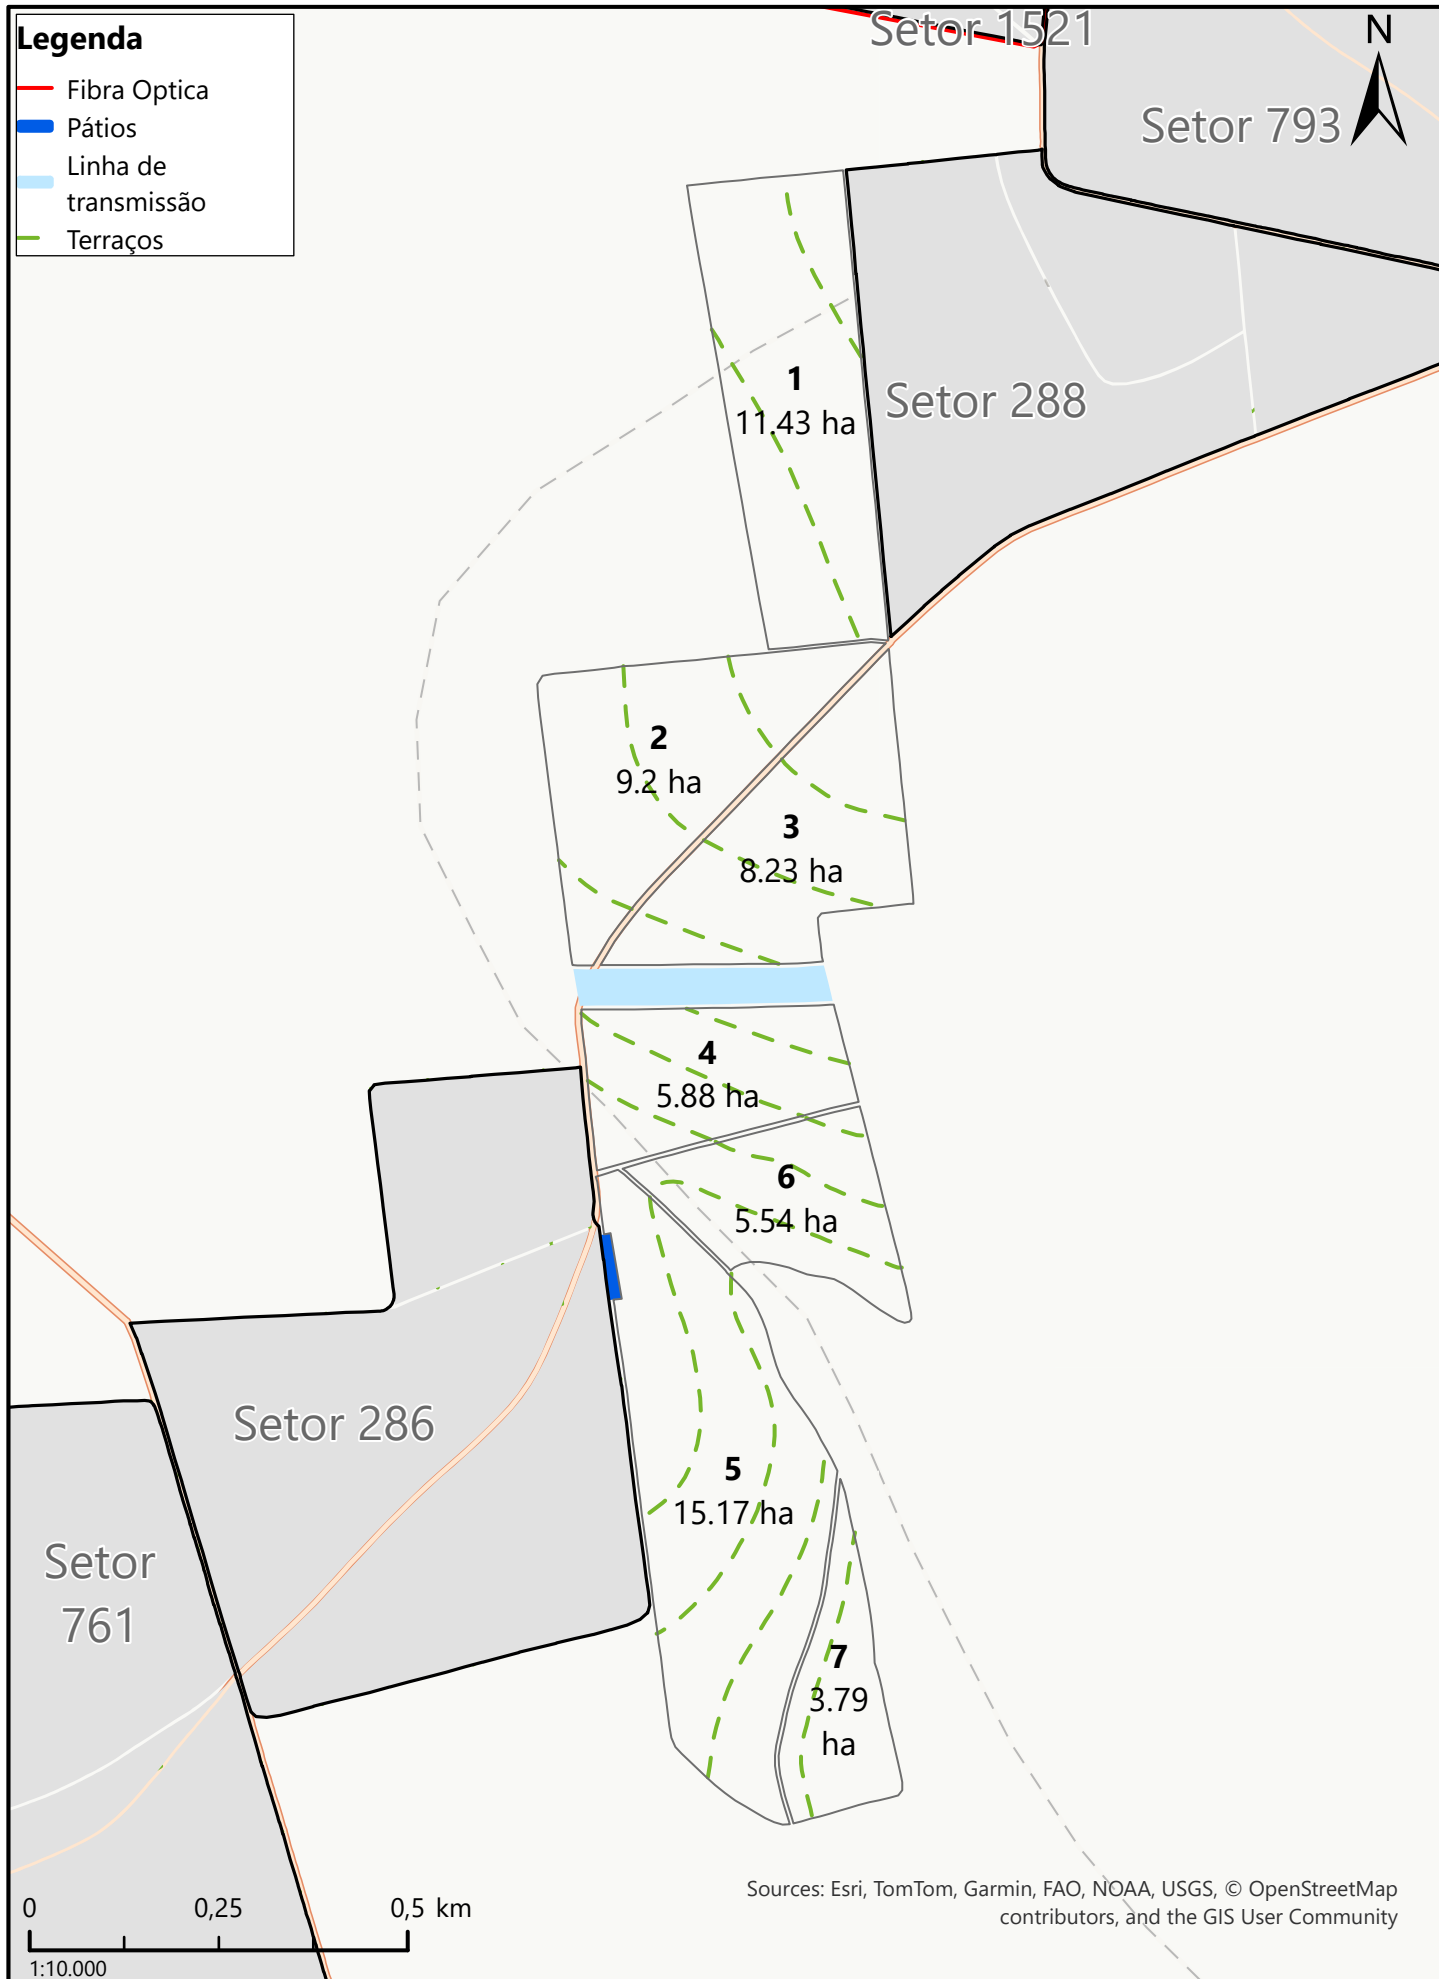 Legenda
Fibra Optica
Pátios
Linha de
transmissão
Terraços
Setor 1521
N
Setor 793
1
11.43 ha
Setor 288
2
9.2 ha
3
8.23 ha
4
5.88 ha
6
5.54 ha
Setor 286
5
15.17 ha
Setor
761
7
3.79
ha
Sources: Esri, TomTom, Garmin, FAO, NOAA, USGS, © OpenStreetMap
contributors, and the GIS User Community
0 0,25 0,5 km
1:10.000